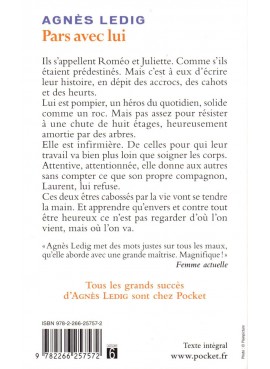 AGNÈS LEDIG
Pars avec lui
Ils s'appellent Roméo et Juliette. Comme s'ils
étaient prédestinés. Mais c'est à eux d'écrire
leur histoire, en dépit des accrocs, des cahots
et des heurts.
Lui est pompier, un héros du quotidien, solide
comme un roc. Mais pas assez pour résister
à une chute de huit étages, heureusement
amortie par des arbres.
Elle est infirmière. De celles pour qui leur
travail va bien plus loin que soigner les corps.
Attentive, attentionnée, elle donne aux autres
sans compter ce que son propre compagnon,
Laurent, lui refuse.
Ces deux êtres cabossés par la vie vont se tendre
la main. Et apprendre qu'envers et contre tout
être heureux ce n'est pas regarder d'où l'on
vient, mais où l'on va.
« Agnès Ledig met des mots justes sur tous les maux,
qu'elle aborde avec une grande maîtrise. Magnifique ! »
Femme actuelle
Tous les grands succès
d'AGNÈS LEDIG sont chez Pocket
ISBN 978-2-266-25757-2
9 782266 257572
Texte intégral
www.pocket.fr